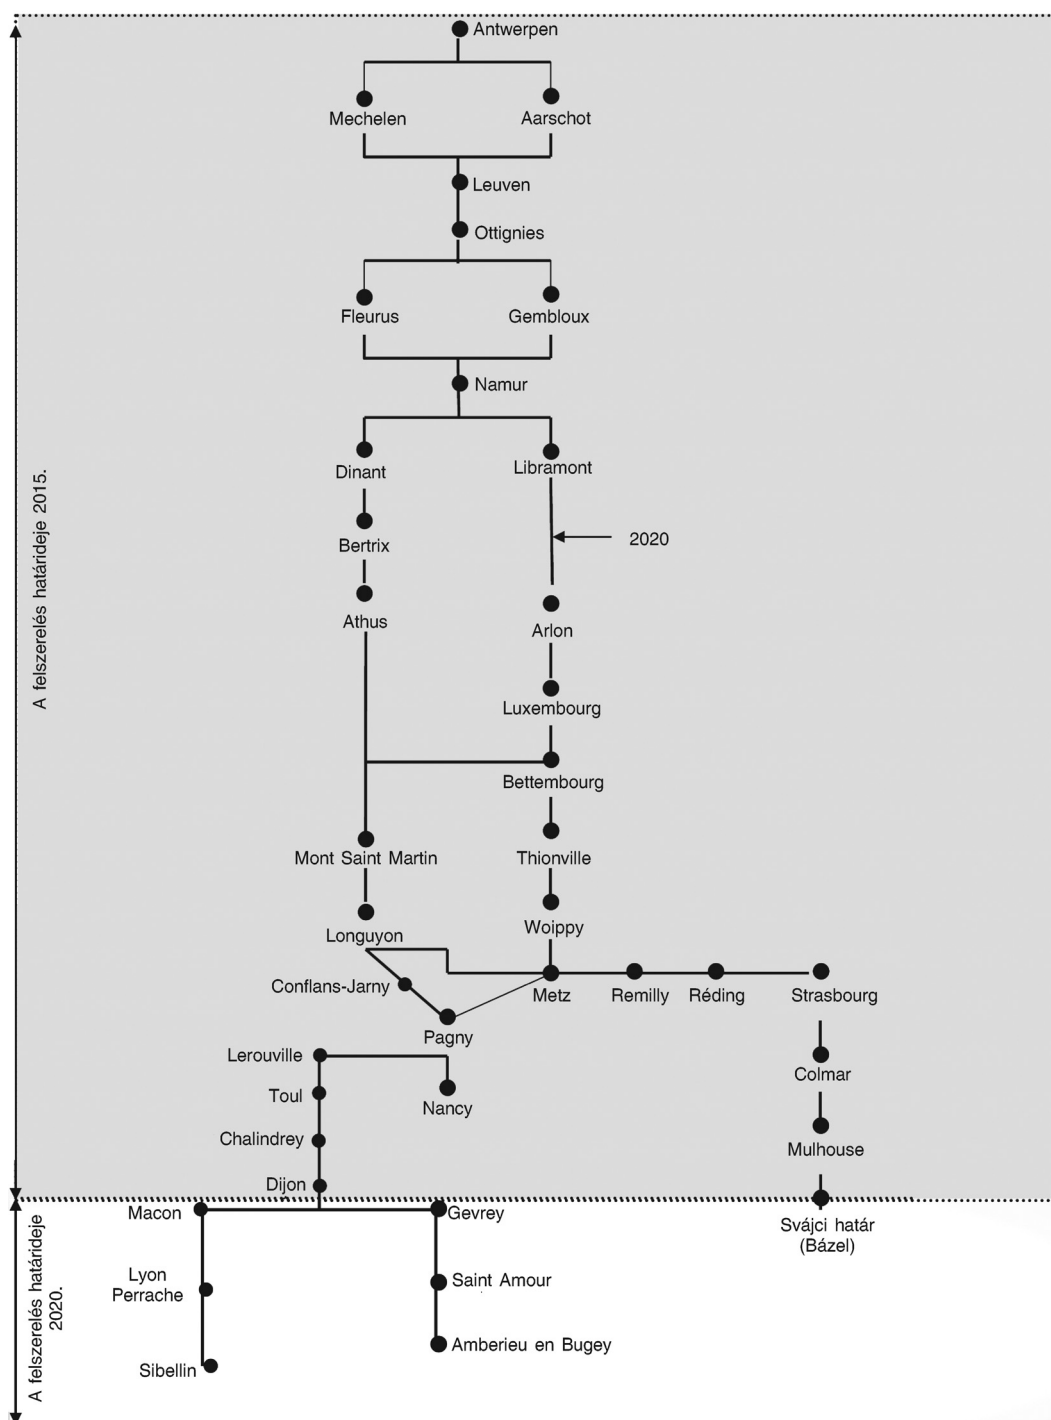 Antwerpen
Mechelen
Aarschot
Leuven
Ottignies
Fleurus
Gembloux
Namur
Dinant
Libramont
A felszerelés határideje 2015.
2020
Bertrix
Athus
Arlon
Luxembourg
Bettembourg
Mont Saint Martin
Thionville
Longuyon
Woippy
Conflans-Jarny
Metz
Remilly
Réding
Strasbourg
Pagny
Lerouville
Colmar
Toul
Nancy
Chalindrey
Mulhouse
Dijon
Macon
Gevrey
Svájci határ
(Bázel)
A felszerelés határideje
2020.
Lyon
Perrache
Saint Amour
Amberieu en Bugey
Sibellin